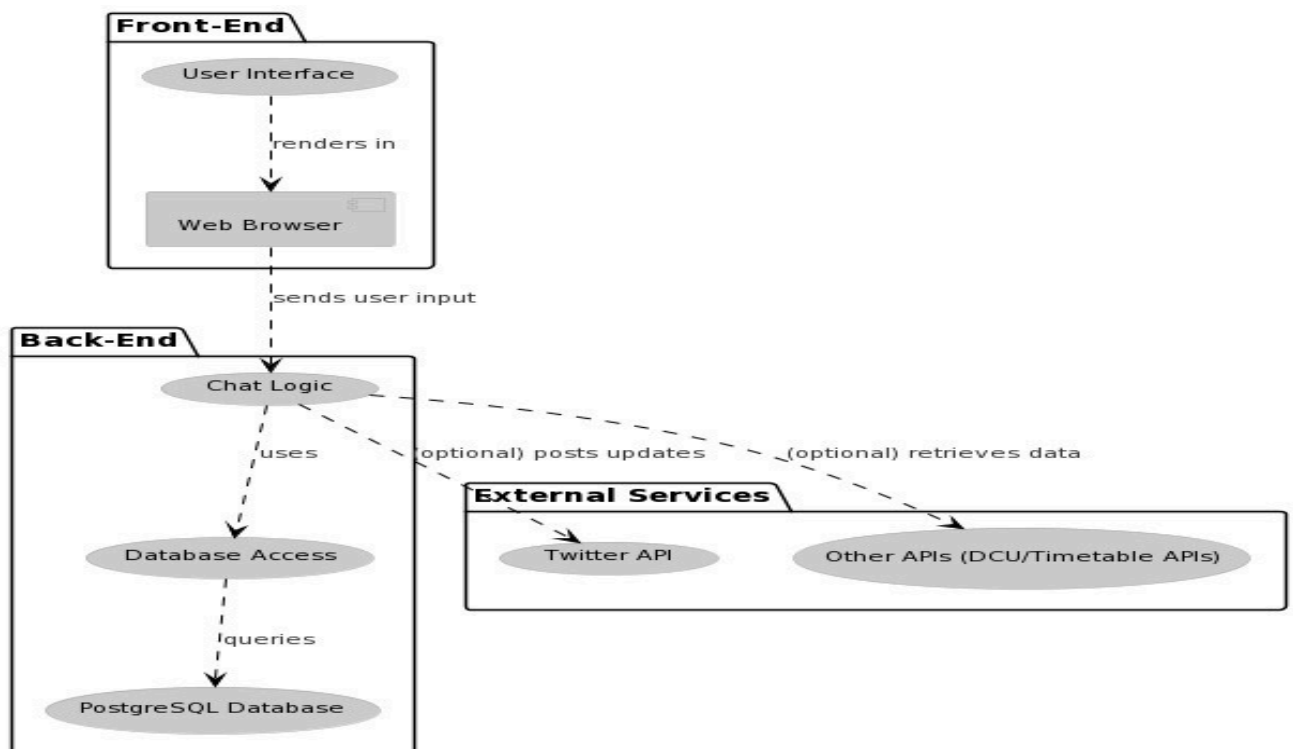 Front-End
User Interface
renders in
Web Browser
sends user input
Back-End
Chat Logic
uses
(optional) posts updates
(optional) retrieves data
External Services
Database Access
Twitter API
Other APIs (DCU/Timetable APIs)
queries
PostgreSQL Database